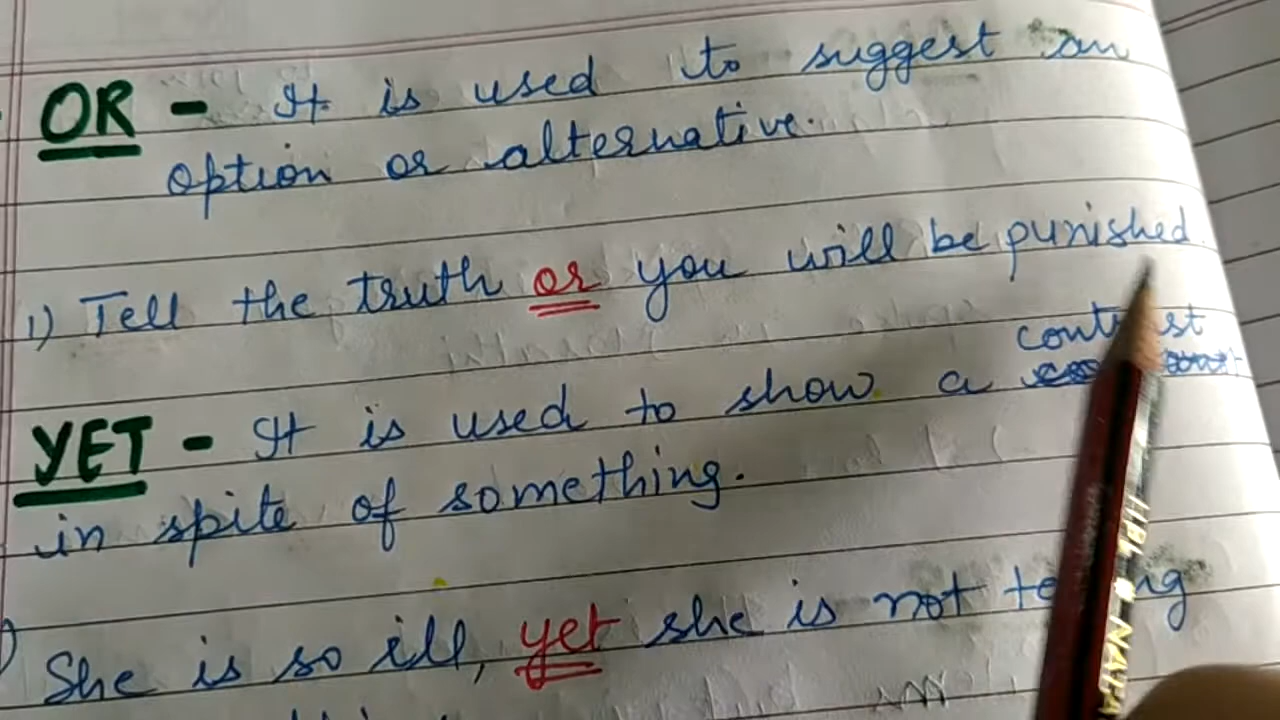 OR - It is used to suggest an
option or alternative.
1) Tell the truth or you will be punished.
contrast
YET - It is used to show a
in spite of something.
She is so ill, yet she is not